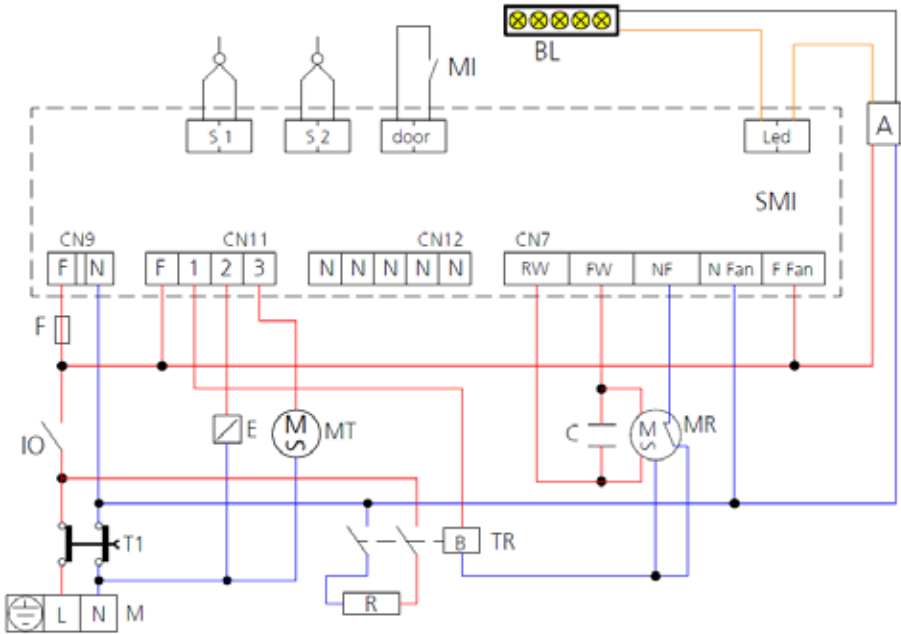 BL
MI
S 1
S 2
door
Led
A
SMI
CN9
CN11
CN12
CN7
F N
F 1 2 3
N N N N N
RW FW NF N Fan F Fan
F
IO
E
M S
MT
C
M S
MR
T1
B
TR
R
L N M